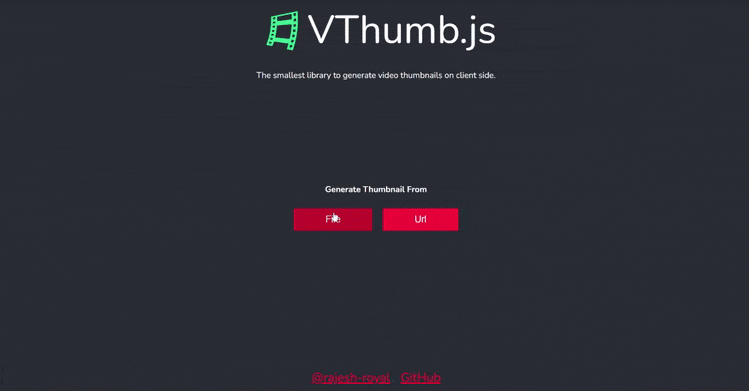 VThumb.js
The smallest library to generate video thumbnails on client side.
Generate Thumbnail From
File Url
@rajesh-royal GitHub